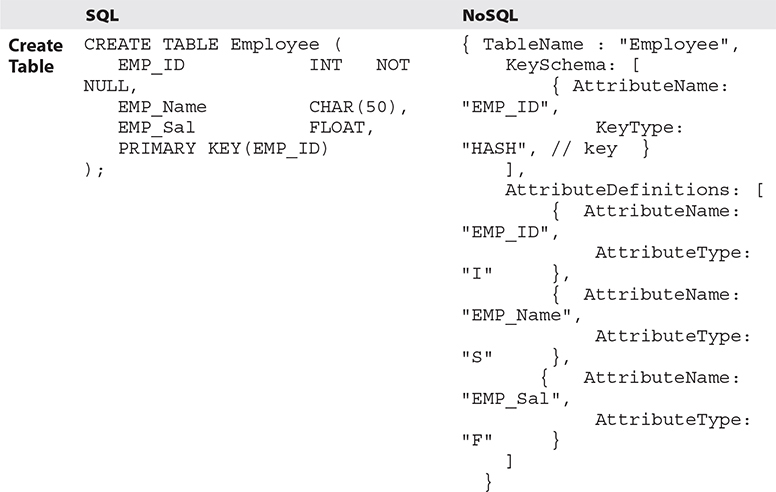 SQL NoSQL
Create Table
CREATE TABLE Employee (
EMP_ID INT NOT
NULL,
EMP_Name CHAR(50),
EMP_Sal FLOAT,
PRIMARY KEY(EMP_ID)
);
{ TableName : "Employee",
KeySchema: [
{ AttributeName:
"EMP_ID",
KeyType:
"HASH", // key }
],
AttributeDefinitions: [
{ AttributeName:
"EMP_ID",
AttributeType:
"I" },
{ AttributeName:
"EMP_Name",
AttributeType:
"S" },
{ AttributeName:
"EMP_Sal",
AttributeType:
"F" }
]
}